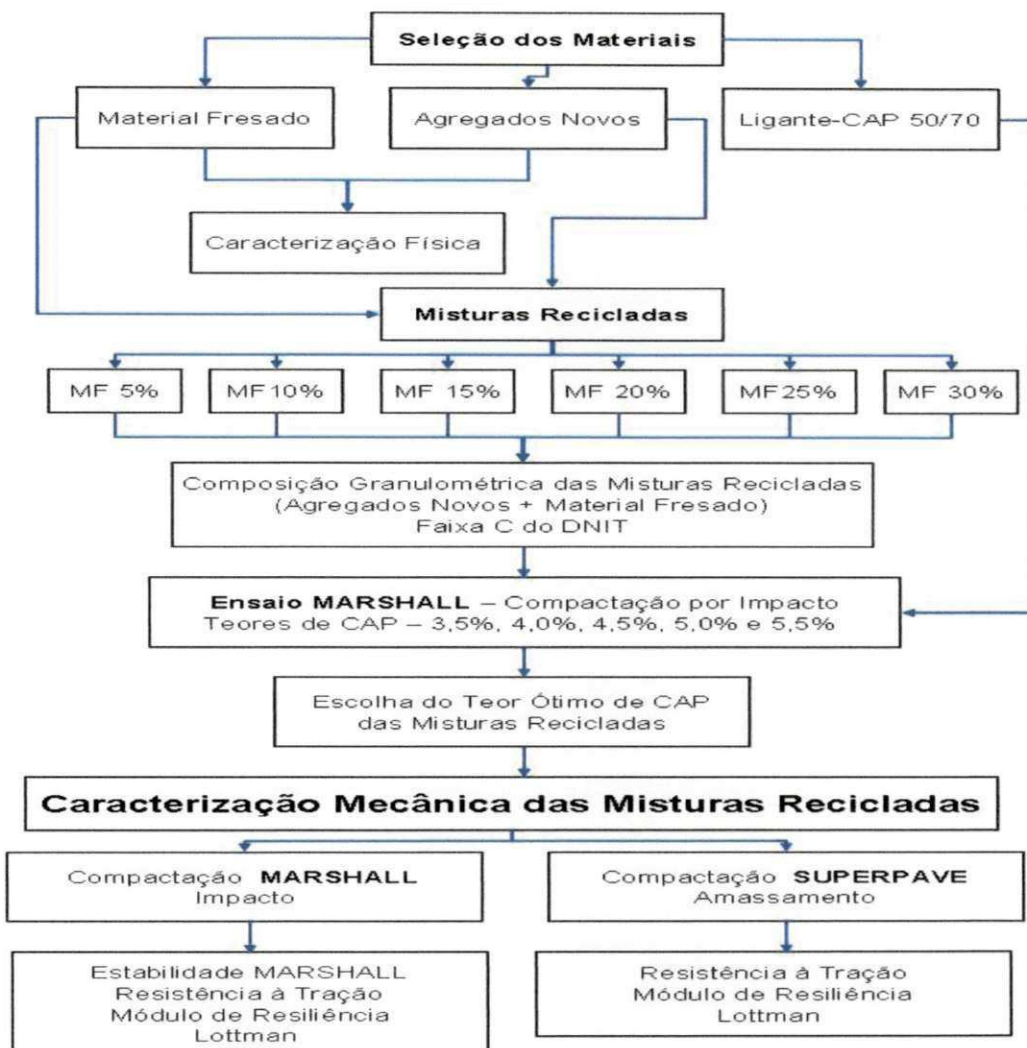 Seleção dos Materiais
Material Fresado
Agregados Novos
Ligante-CAP 50/70
Caracterização Física
Misturas Recicladas
MF 5%
MF10%
MF 15%
MF 20%
MF25%
MF 30%
Composição Granulométrica das Misturas Recicladas
(Agregados Novos + Material Fresado)
Faixa C do DNIT
Ensaio MARSHALL – Compactação por Impacto
Teores de CAP – 3,5%, 4,0%, 4,5%, 5,0% e 5,5%
Escolha do Teor Ótimo de CAP
das Misturas Recicladas
Caracterização Mecânica das Misturas Recicladas
Compactação MARSHALL
Impacto
Compactação SUPERPAVE
Amassamento
Estabilidade MARSHALL
Resistência à Tração
Módulo de Resiliência
Lottman
Resistência à Tração
Módulo de Resiliência
Lottman